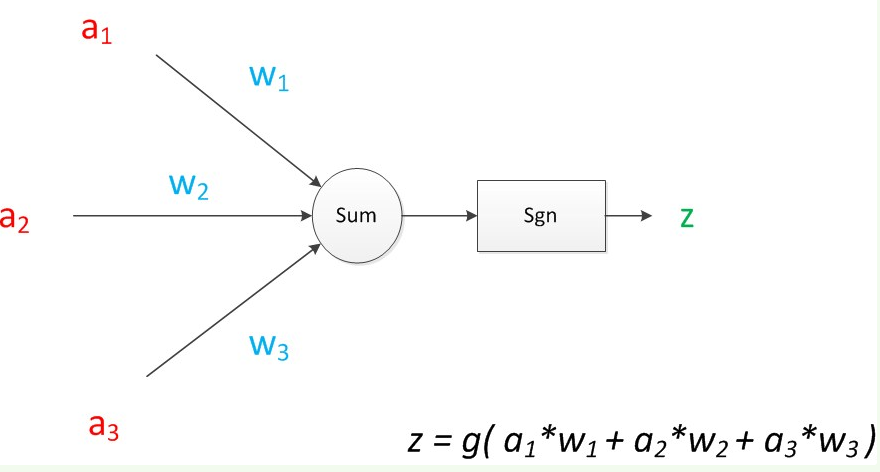 a₁
w₁
w₂
a₂
Sum
Sgn
z
w₃
a₃
z = g( a₁*w₁ + a₂*w₂ + a₃*w₃ )